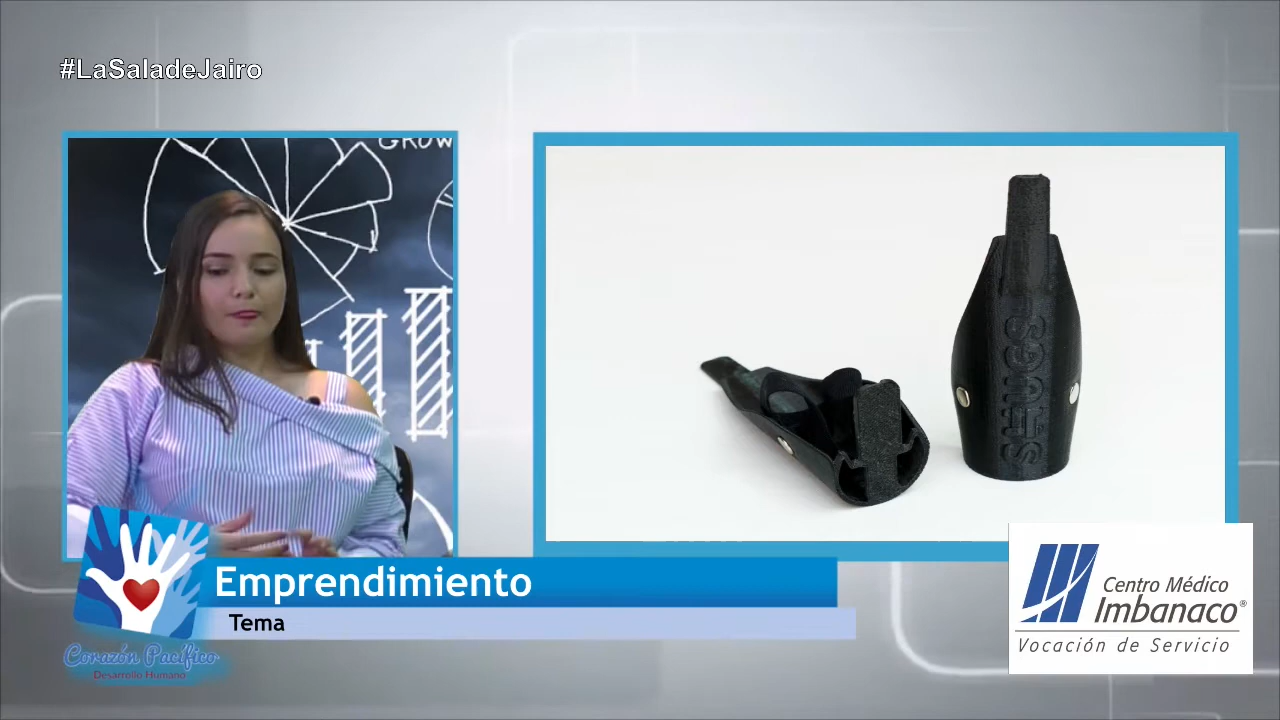 #LaSaladeJairo
GROW
SHUGS
Emprendimiento
Tema
Centro Médico
Imbanaco®
Vocación de Servicio
Corazón Pacífico
Desarrollo Humano